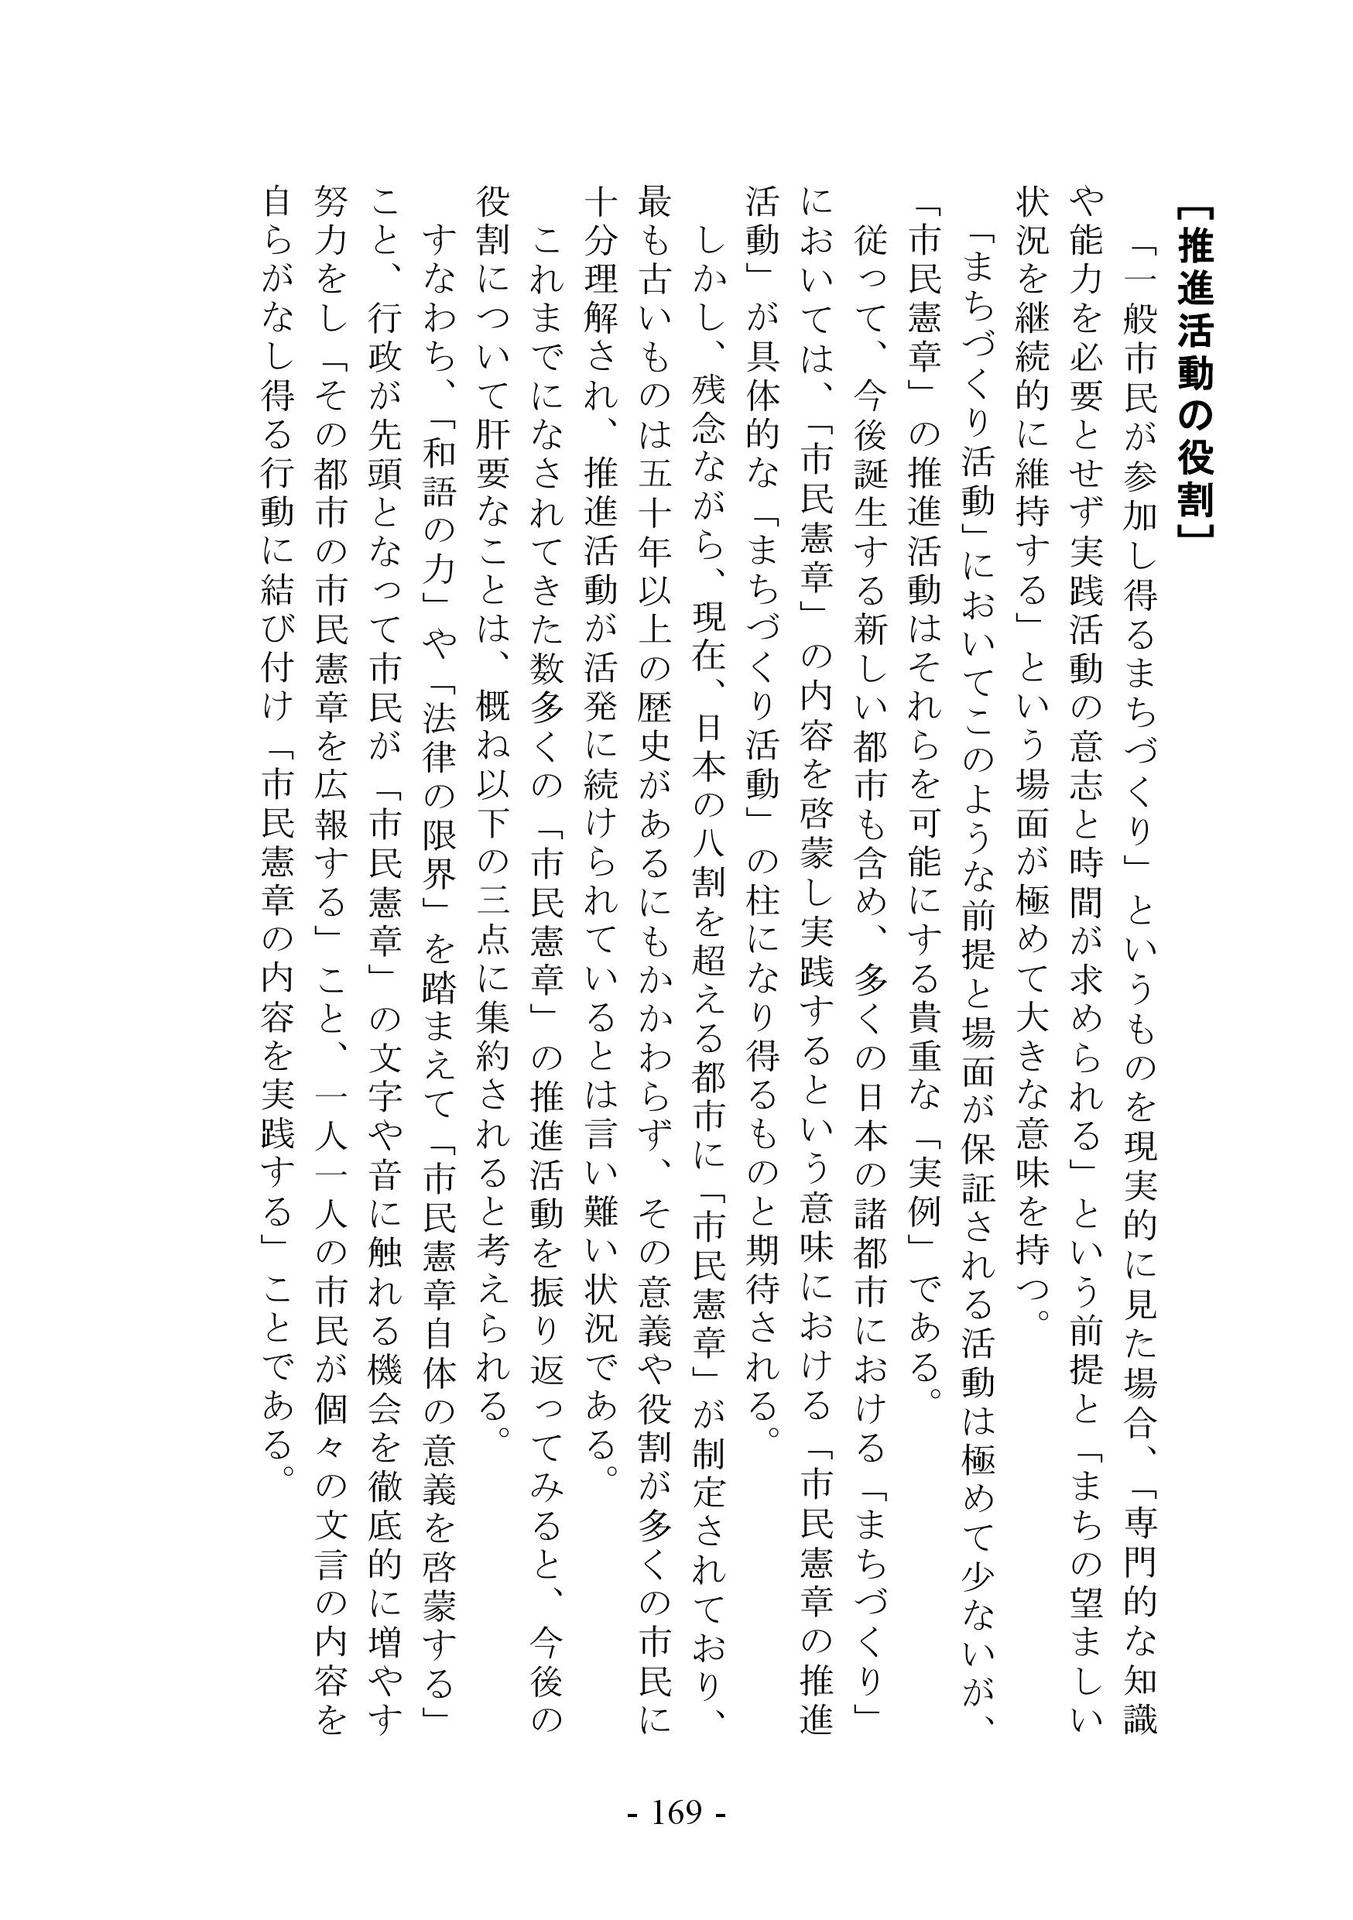 ［推進活動の役割］
「一般市民が参加し得るまちづくり」というものを現実的に見た場合、「専門的な知識
や能力を必要とせず実践活動の意志と時間が求められる」という前提と「まちの望ましい
状況を継続的に維持する」という場面が極めて大きな意味を持つ。
「まちづくり活動」においてこのような前提と場面が保証される活動は極めて少ないが、
「市民憲章」の推進活動はそれらを可能にする貴重な「実例」である。
従って、今後誕生する新しい都市も含め、多くの日本の諸都市における「まちづくり」
においては、「市民憲章」の内容を啓蒙し実践するという意味における「市民憲章の推進
活動」が具体的な「まちづくり活動」の柱になり得るものと期待される。
しかし、残念ながら、現在、日本の八割を超える都市に「市民憲章」が制定されており、
最も古いものは五十年以上の歴史があるにもかかわらず、その意義や役割が多くの市民に
十分理解され、推進活動が活発に続けられているとは言い難い状況である。
これまでになされてきた数多くの「市民憲章」の推進活動を振り返ってみると、今後の
役割について肝要なことは、概ね以下の三点に集約されると考えられる。
すなわち、「和語の力」や「法律の限界」を踏まえて「市民憲章自体の意義を啓蒙する」
こと、行政が先頭となって市民が「市民憲章」の文字や音に触れる機会を徹底的に増やす
努力をし「その都市の市民憲章を広報する」こと、一人一人の市民が個々の文言の内容を
自らがなし得る行動に結び付け「市民憲章の内容を実践する」ことである。
- 169 -